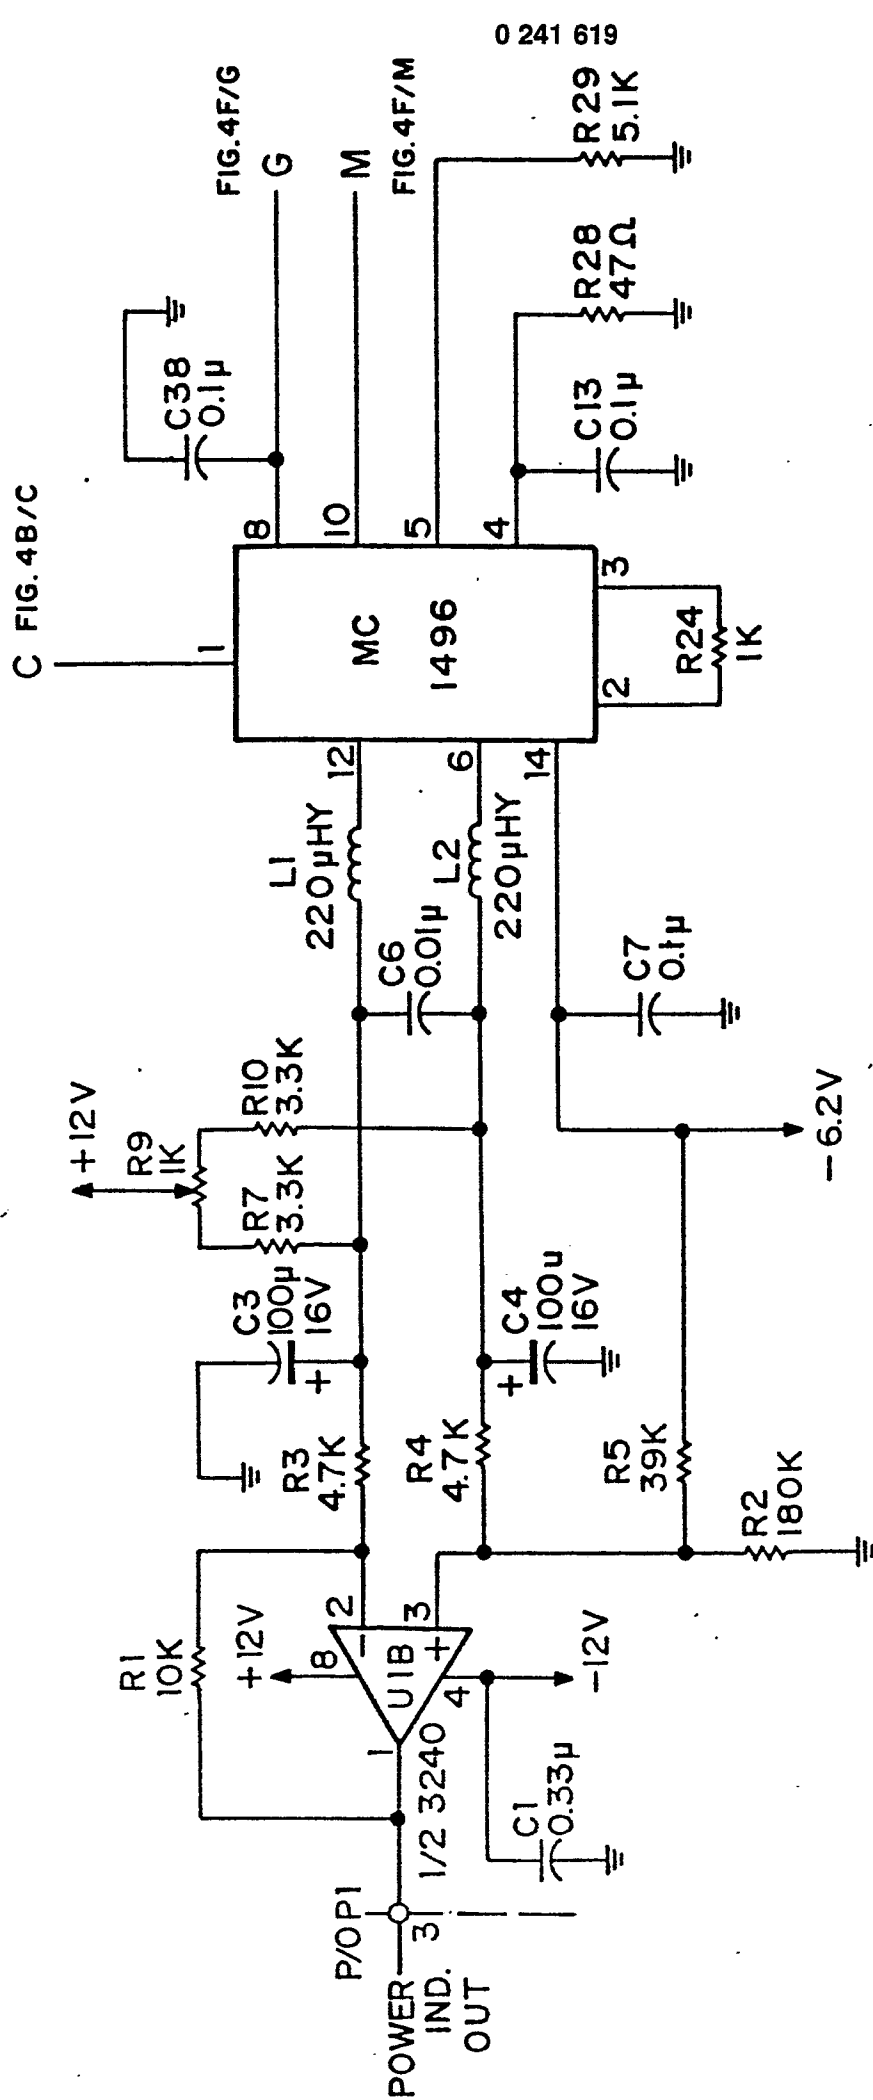 0 241 619
C FIG. 4B/C
FIG. 4F/G
G
M
FIG. 4F/M
C38
0.1µ
R29
5.1K
R28
47Ω
C13
0.1µ
1
8
10
5
4
MC
1496
12
6
14
2
3
R24
1K
L1
220µHY
L2
220µHY
C6
0.01µ
C7
0.1µ
+12V
R9
1K
R10
3.3K
R7
3.3K
-6.2V
C3
100µ
16V
+
C4
100u
16V
+
R3
4.7K
R4
4.7K
R5
39K
R2
180K
R1
10K
+12V
8
2
-
3
+
U1B
4
-12V
1
1/2 3240
C1
0.33µ
P/O P1
3
POWER
IND.
OUT